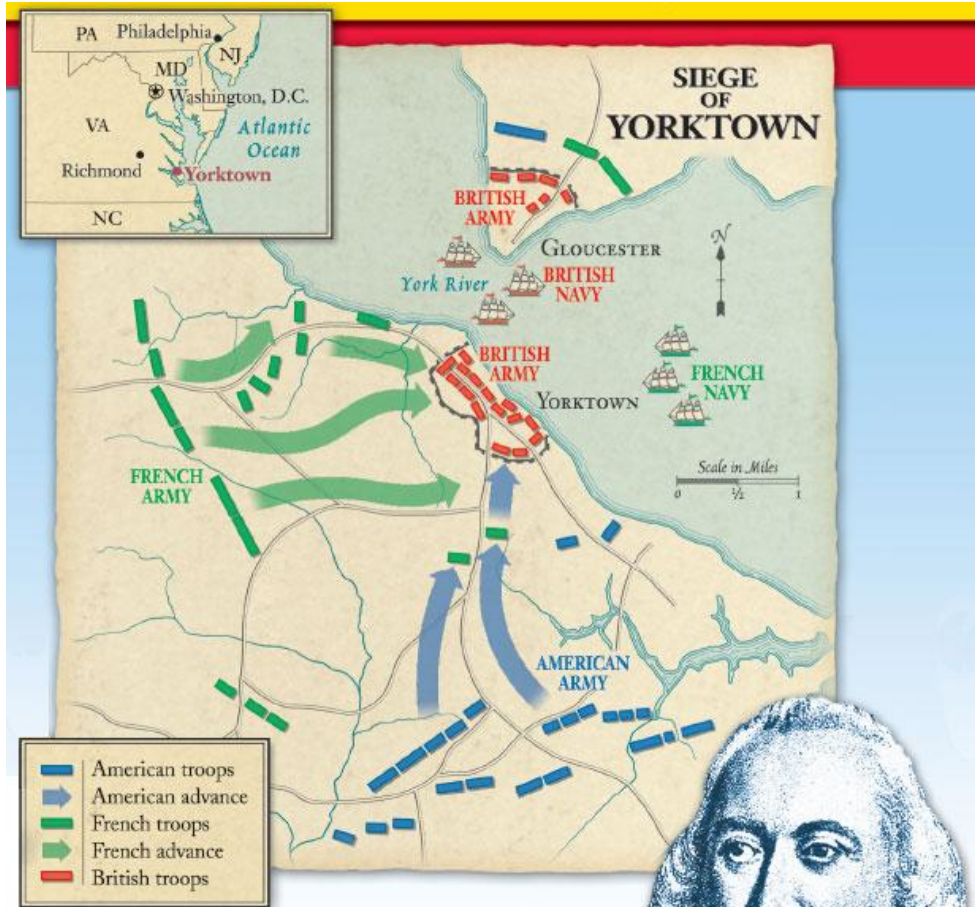 PA
Philadelphia
NJ
MD
Washington, D.C.
VA
Atlantic
Ocean
Richmond
Yorktown
NC
SIEGE
OF
YORKTOWN
BRITISH
ARMY
GLOUCESTER
N
York River
BRITISH
NAVY
BRITISH
ARMY
FRENCH
NAVY
YORKTOWN
FRENCH
ARMY
Scale in Miles
0 ½ 1
AMERICAN
ARMY
American troops
American advance
French troops
French advance
British troops